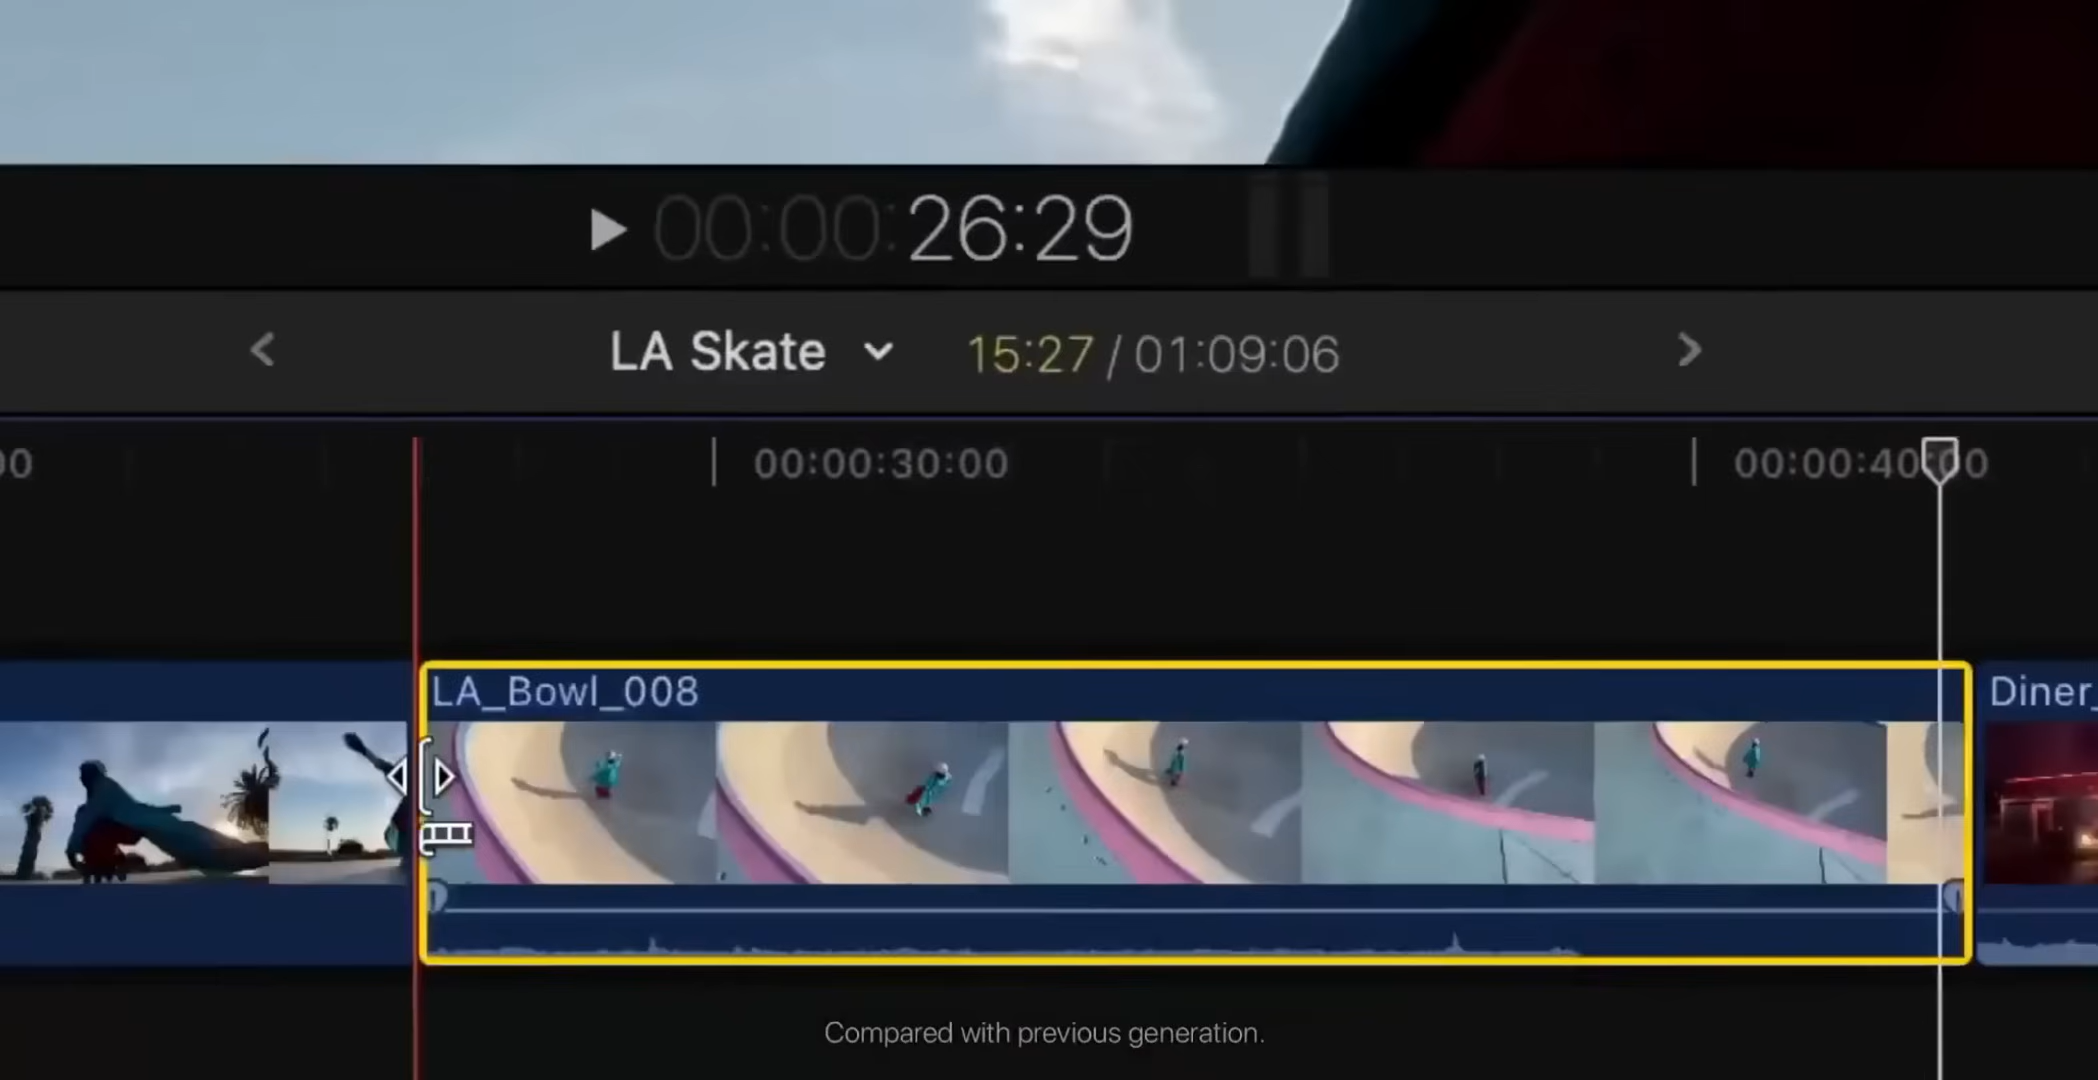 00:00:26:29
LA Skate 15:27 / 01:09:06
00 00:00:30:00 00:00:40:00
LA_Bowl_008 Diner_
Compared with previous generation.